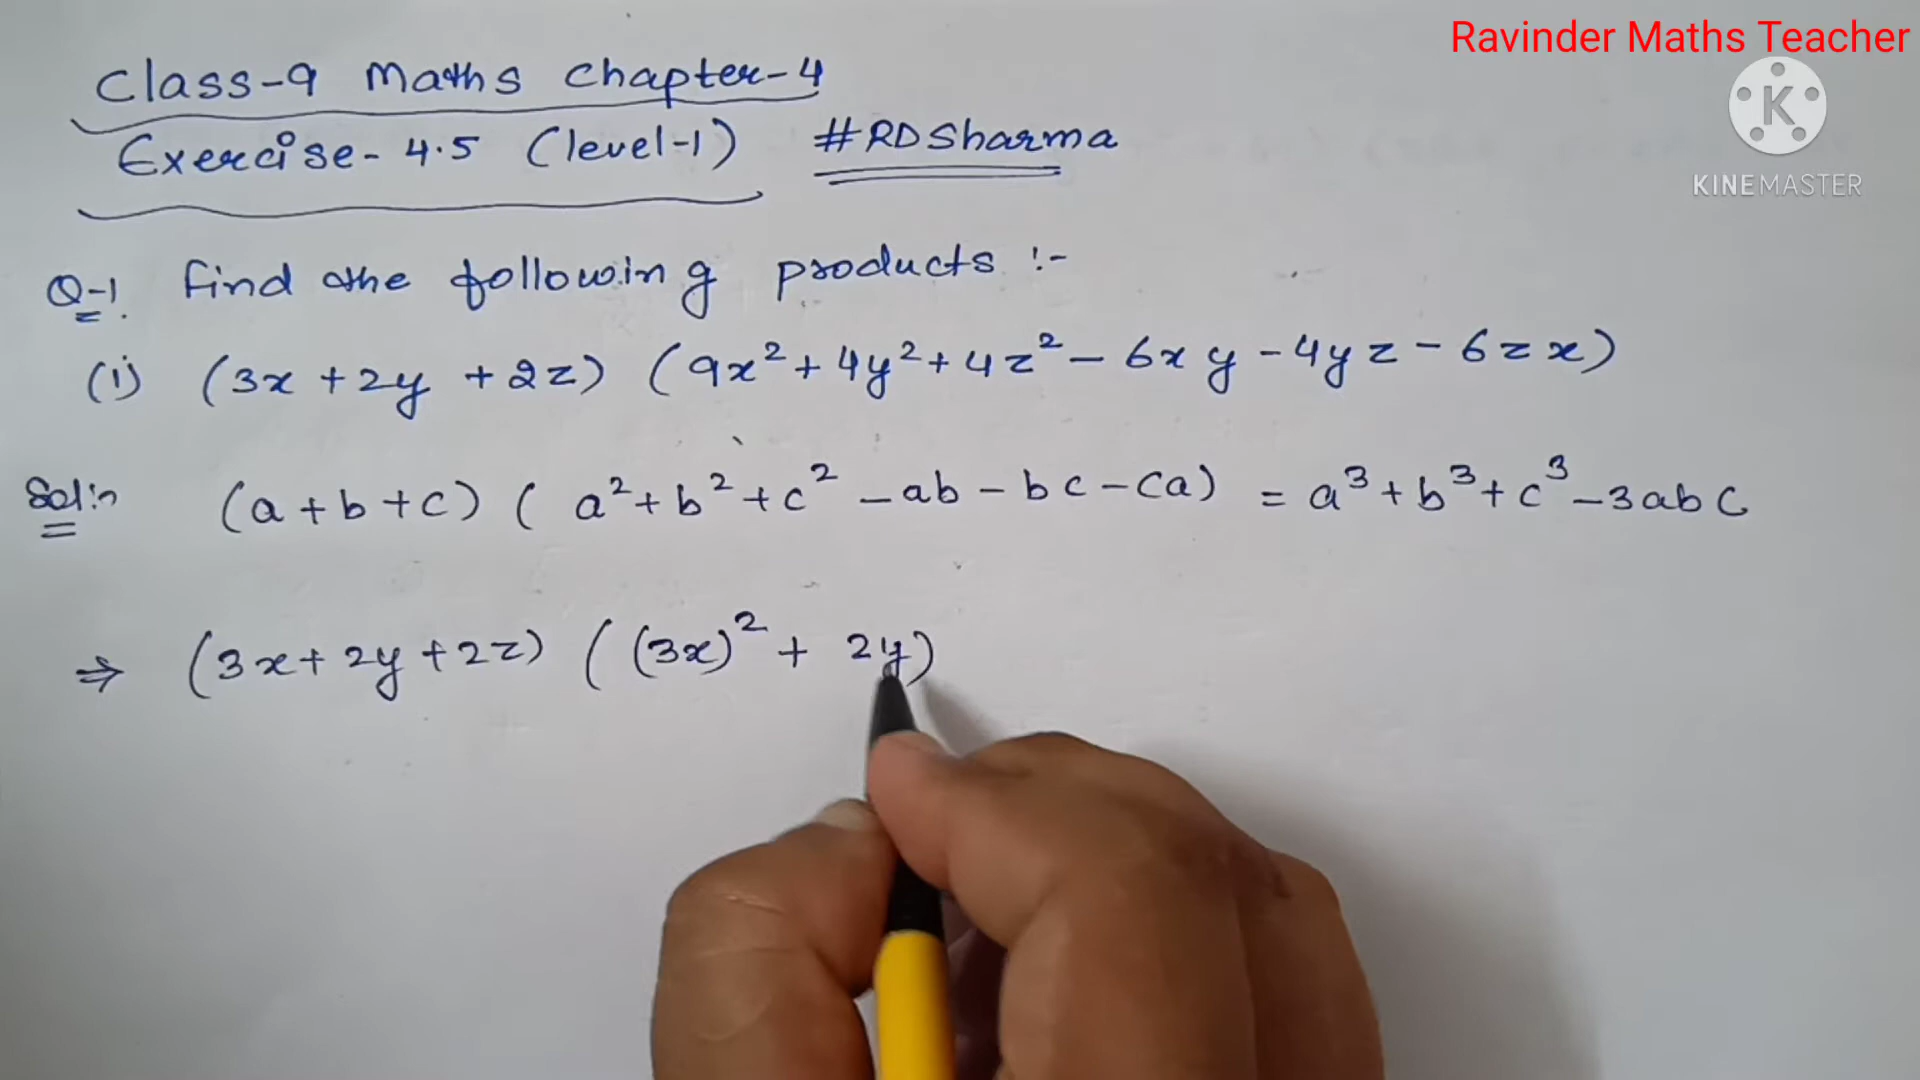 Ravinder Maths Teacher
K
KINEMASTER
Class-9 Maths Chapter-4
Exercise-4.5 (level-1) #RDSharma
Q-1. Find the following products :-
(i) (3x + 2y + 2z) (9x² + 4y² + 4z² - 6xy - 4yz - 6zx)
Sol:n (a + b + c) (a² + b² + c² - ab - bc - ca) = a³ + b³ + c³ - 3abc
⇒ (3x + 2y + 2z) ((3x)² + 2y)